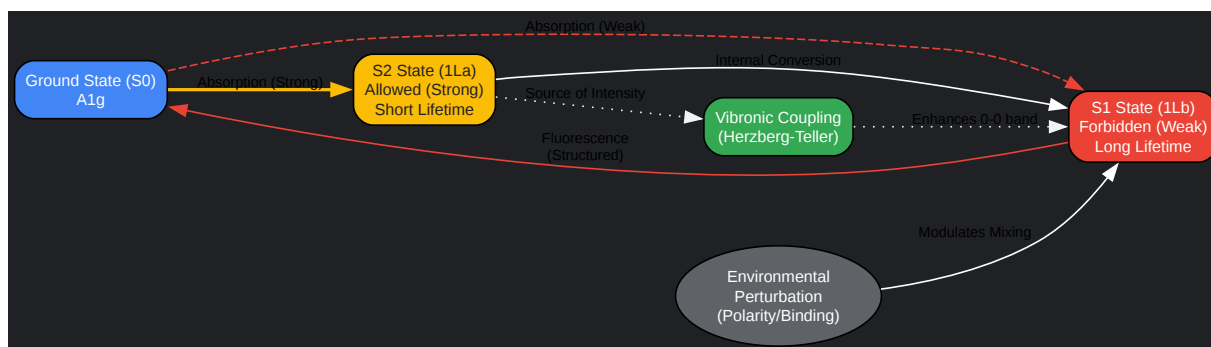 Absorption (Weak)
Ground State (S0)
A1g
Absorption (Strong)
S2 State (1La)
Allowed (Strong)
Short Lifetime
Internal Conversion
Source of Intensity
Vibronic Coupling
(Herzberg-Teller)
Enhances 0-0 band
S1 State (1Lb)
Forbidden (Weak)
Long Lifetime
Fluorescence
(Structured)
Modulates Mixing
Environmental
Perturbation
(Polarity/Binding)